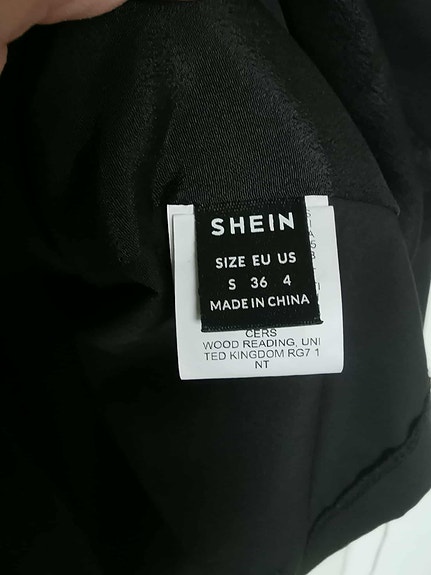 SHEIN
SIZE EU US
S 36 4
MADE IN CHINA
CERS
WOOD READING, UNI
TED KINGDOM RG7 1
NT